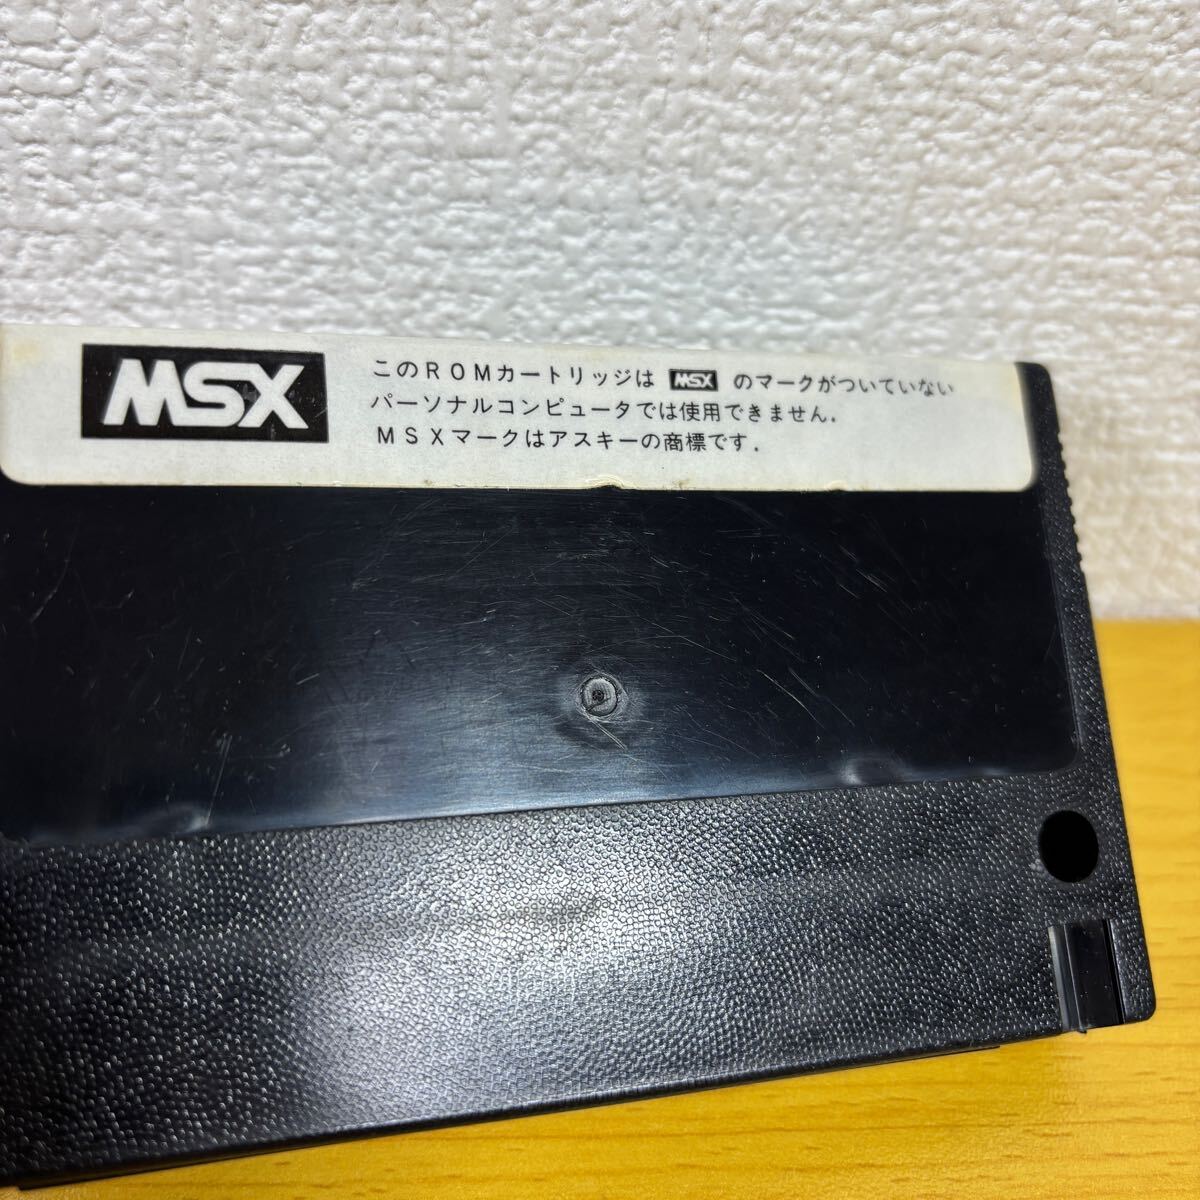 MSX
このROMカートリッジは MSX のマークがついていない
パーソナルコンピュータでは使用できません.
MSXマークはアスキーの商標です.